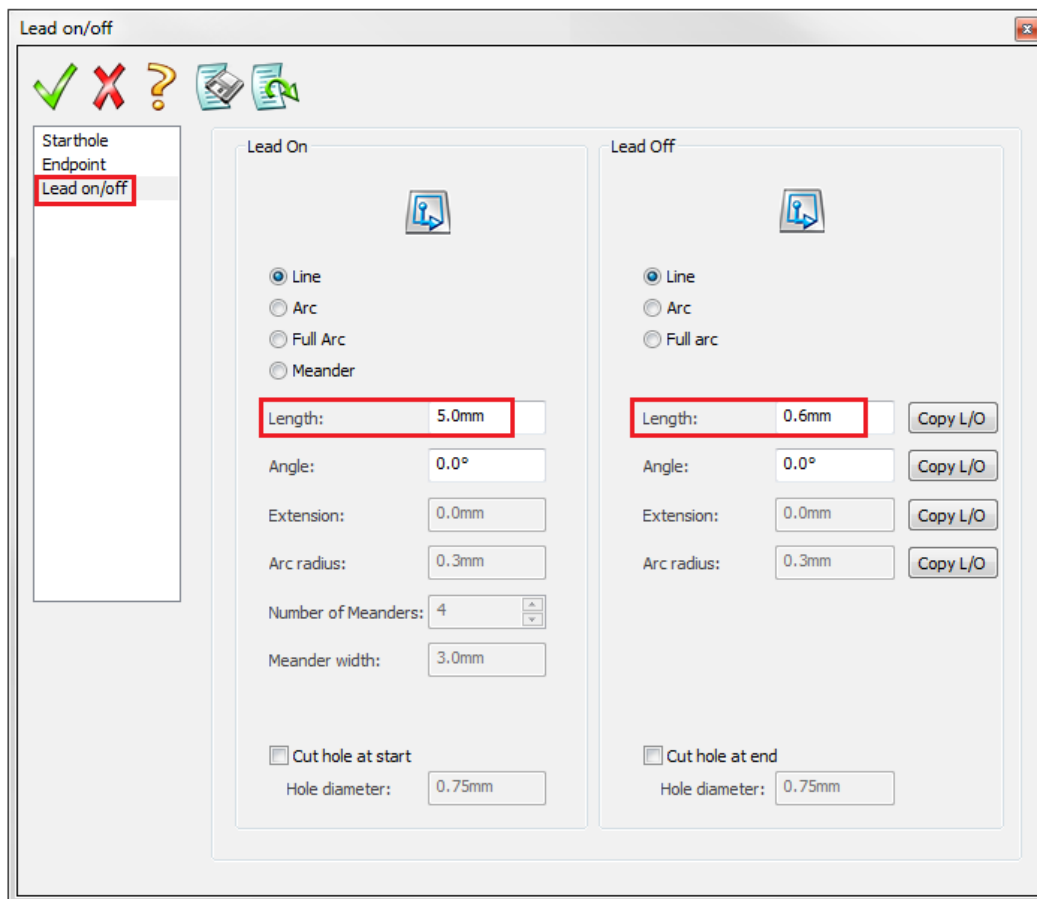 Lead on/off
Starthole
Endpoint
Lead on/off
Lead On
Line
Arc
Full Arc
Meander
Length: 5.0mm
Angle: 0.0°
Extension: 0.0mm
Arc radius: 0.3mm
Number of Meanders: 4
Meander width: 3.0mm
Cut hole at start
Hole diameter: 0.75mm
Lead Off
Line
Arc
Full arc
Length: 0.6mm Copy L/O
Angle: 0.0° Copy L/O
Extension: 0.0mm Copy L/O
Arc radius: 0.3mm Copy L/O
Cut hole at end
Hole diameter: 0.75mm